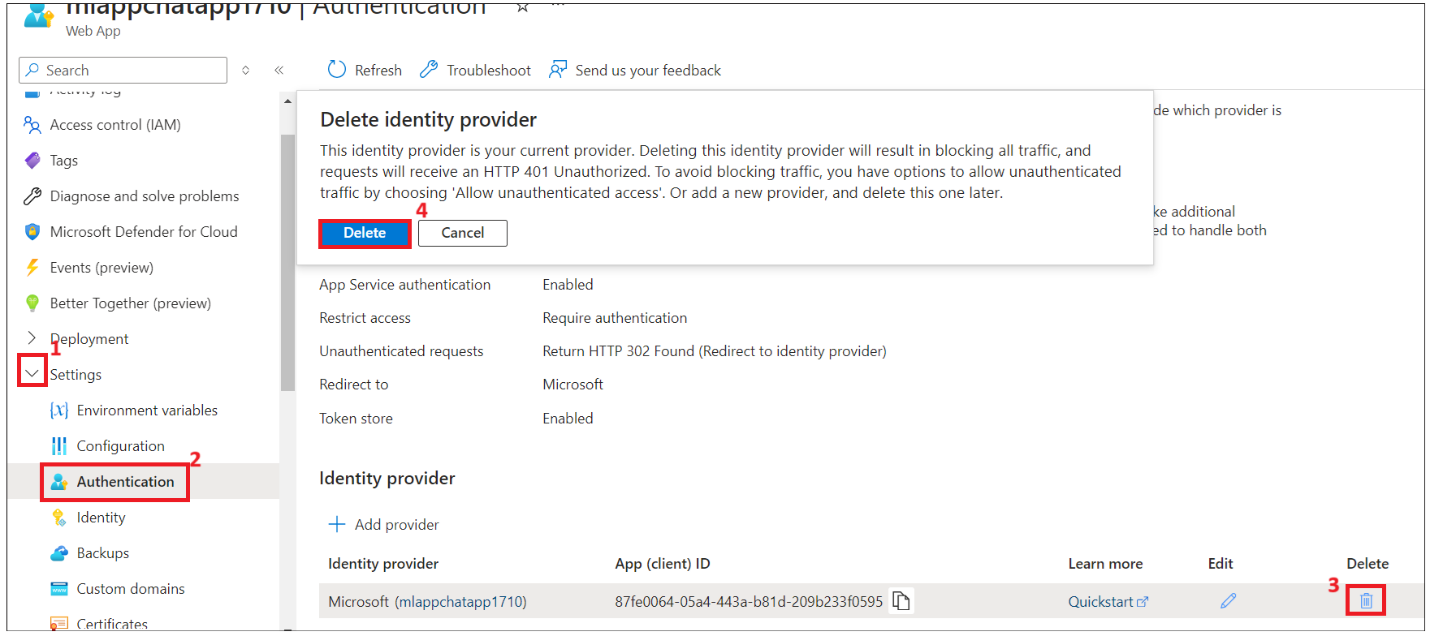 mlappchatapp1710 | Authentication
Web App
Search
Refresh
Troubleshoot
Send us your feedback
Activity log
Access control (IAM)
Tags
Diagnose and solve problems
Microsoft Defender for Cloud
Events (preview)
Better Together (preview)
Deployment
1
Settings
Environment variables
Configuration
2
Authentication
Identity
Backups
Custom domains
Certificates
Delete identity provider
This identity provider is your current provider. Deleting this identity provider will result in blocking all traffic, and
requests will receive an HTTP 401 Unauthorized. To avoid blocking traffic, you have options to allow unauthenticated
traffic by choosing 'Allow unauthenticated access'. Or add a new provider, and delete this one later.
4
Delete
Cancel
de which provider is
ke additional
ed to handle both
App Service authentication Enabled
Restrict access Require authentication
Unauthenticated requests Return HTTP 302 Found (Redirect to identity provider)
Redirect to Microsoft
Token store Enabled
Identity provider
Add provider
Identity provider App (client) ID Learn more Edit Delete
3
Microsoft (mlappchatapp1710) 87fe0064-05a4-443a-b81d-209b233f0595 Quickstart